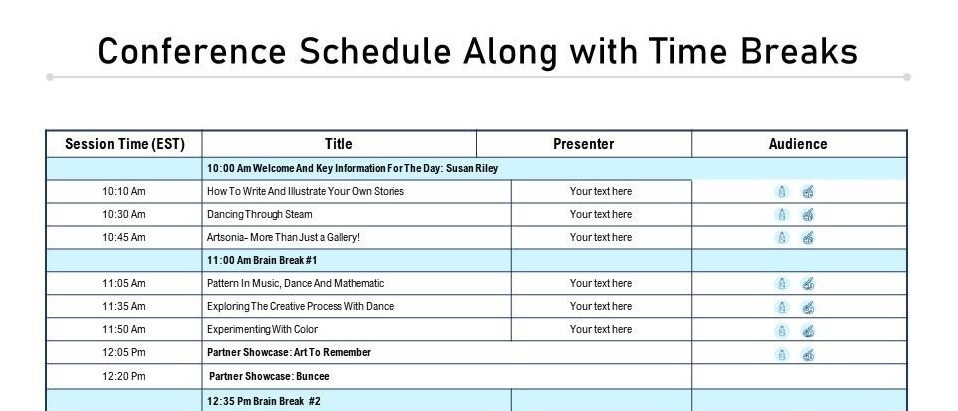 Conference Schedule Along with Time Breaks
Session Time (EST) Title Presenter Audience
10:00 Am Welcome And Key Information For The Day: Susan Riley
10:10 Am How To Write And Illustrate Your Own Stories Your text here
10:30 Am Dancing Through Steam Your text here
10:45 Am Artsonia- More Than Just a Gallery! Your text here
11:00 Am Brain Break #1
11:05 Am Pattern In Music, Dance And Mathematic Your text here
11:35 Am Exploring The Creative Process With Dance Your text here
11:50 Am Experimenting With Color Your text here
12:05 Pm Partner Showcase: Art To Remember
12:20 Pm Partner Showcase: Buncee
12:35 Pm Brain Break #2